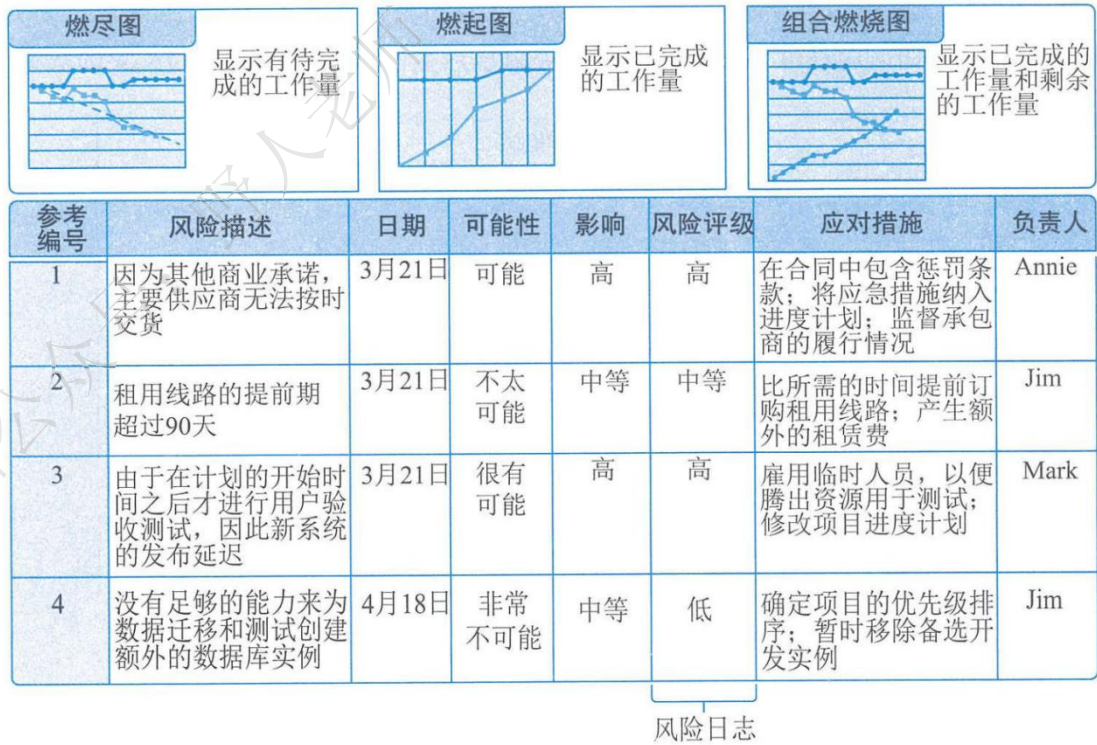 燃尽图
显示有待完
成的工作量
燃起图
显示已完成
的工作量
组合燃烧图
显示已完成的
工作量和剩余
的工作量
参考
编号
风险描述
日期
可能性
影响
风险评级
应对措施
负责人
1
因为其他商业承诺，
主要供应商无法按时
交货
3月21日
可能
高
高
在合同中包含惩罚条
款；将应急措施纳入
进度计划；监督承包
商的履行情况
Annie
2
租用线路的提前期
超过90天
3月21日
不太
可能
中等
中等
比所需的时间提前订
购租用线路；产生额
外的租赁费
Jim
3
由于在计划的开始时
间之后才进行用户验
收测试，因此新系统
的发布延迟
3月21日
很有
可能
高
高
雇用临时人员，以便
腾出资源用于测试；
修改项目进度计划
Mark
4
没有足够的能力来为
数据迁移和测试创建
额外的数据库实例
4月18日
非常
不可能
中等
低
确定项目的优先级排
序；暂时移除备选开
发实例
Jim
风险日志